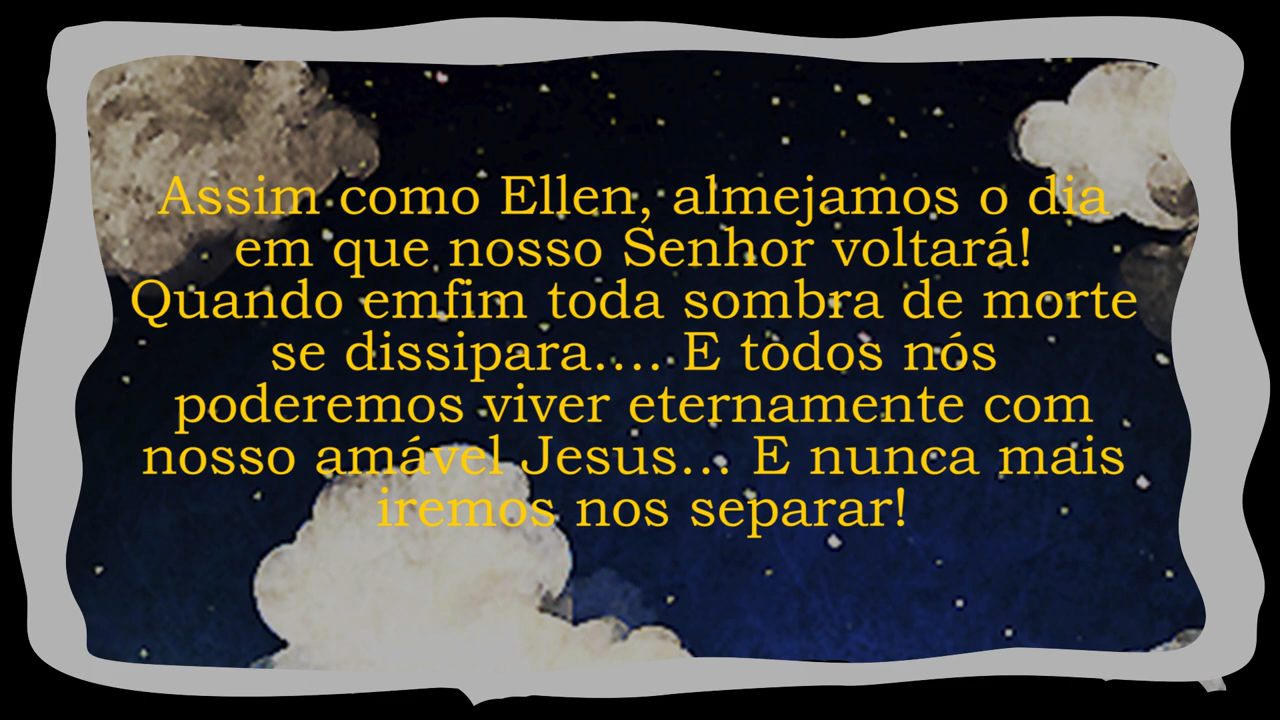 Assim como Ellen, almejamos o dia
em que nosso Senhor voltará!
Quando emfim toda sombra de morte
se dissipara.... E todos nós
poderemos viver eternamente com
nosso amável Jesus... E nunca mais
iremos nos separar!